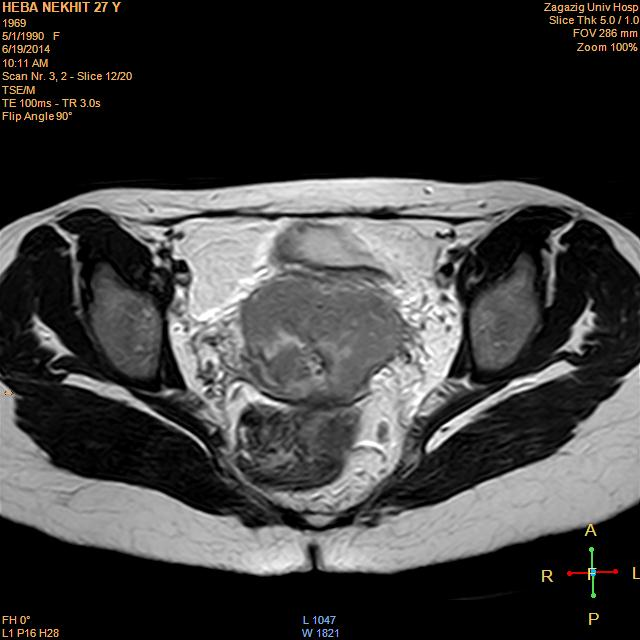 HEBA NEKHIT 27 Y
1969
5/1/1990 F
6/19/2014
10:11 AM
Scan Nr. 3, 2 - Slice 12/20
TSE/M
TE 100ms - TR 3.0s
Flip Angle 90°
Zagazig Univ Hosp
Slice Thk 5.0 / 1.0
FOV 286 mm
Zoom 100%
A
R F L
P
FH 0°
L1 P16 H28
L 1047
W 1821